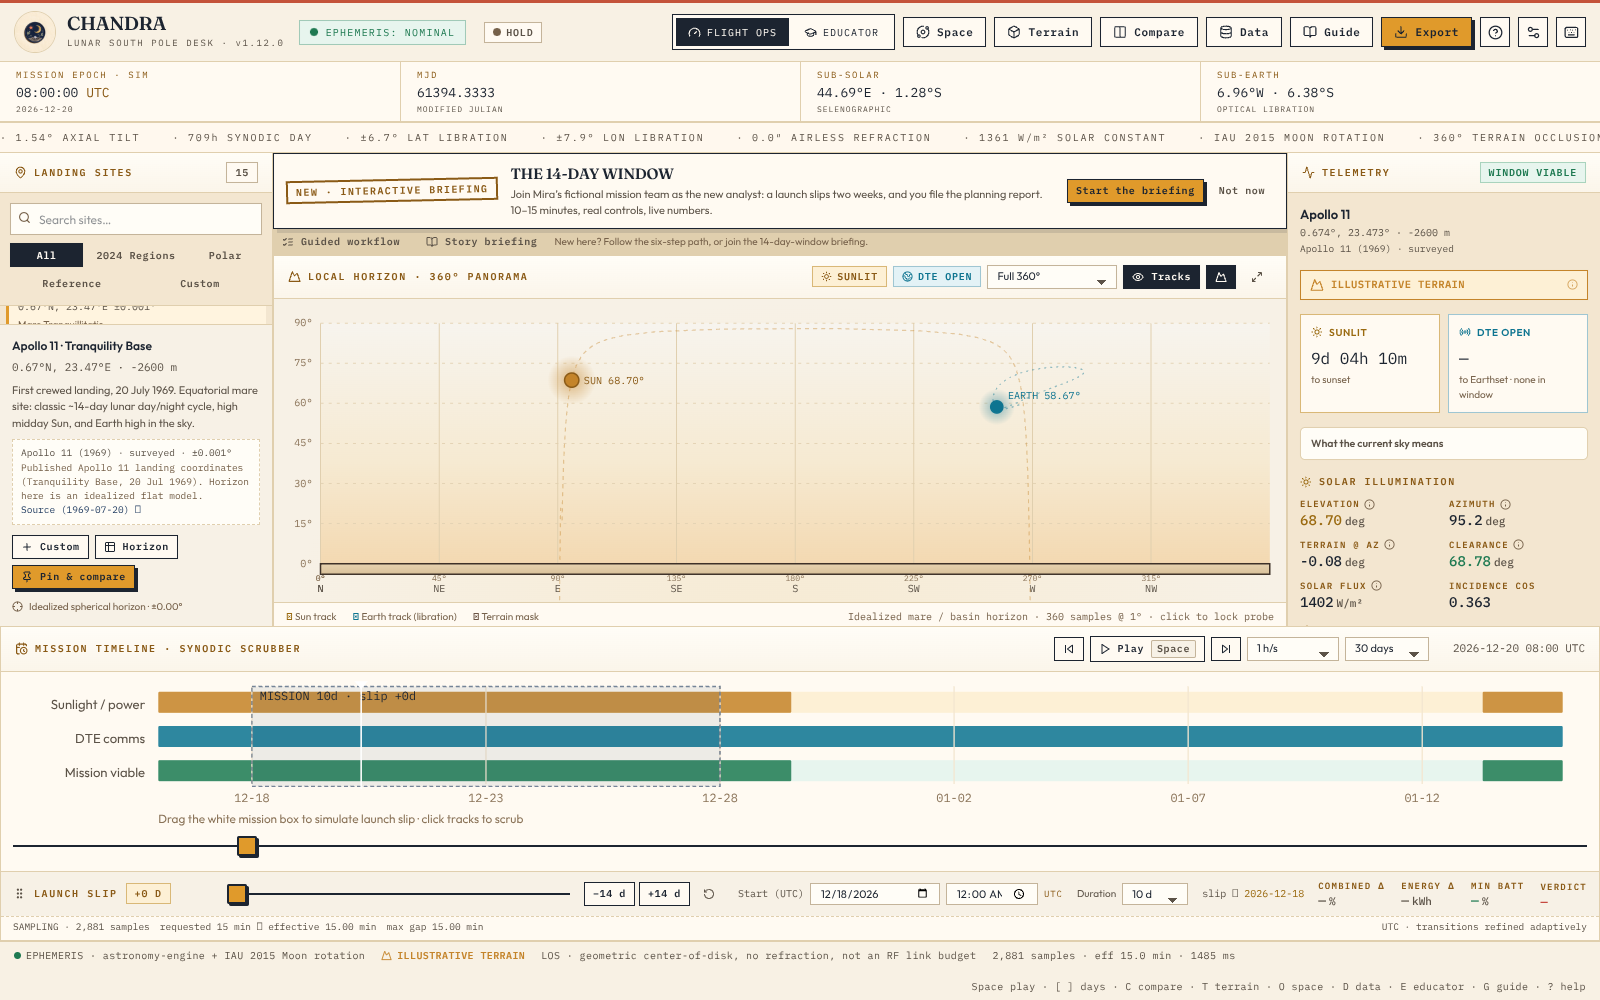 CHANDRA
LUNAR SOUTH POLE DESK · v1.12.0
EPHEMERIS: NOMINAL
HOLD
FLIGHT OPS
EDUCATOR
Space
Terrain
Compare
Data
Guide
Export
MISSION EPOCH · SIM
08:00:00 UTC
2026-12-20
MJD
61394.3333
MODIFIED JULIAN
SUB-SOLAR
44.69°E · 1.28°S
SELENOGRAPHIC
SUB-EARTH
6.96°W · 6.38°S
OPTICAL LIBRATION
· 1.54° AXIAL TILT · 709h SYNODIC DAY · ±6.7° LAT LIBRATION · ±7.9° LON LIBRATION · 0.0° AIRLESS REFRACTION · 1361 W/m² SOLAR CONSTANT · IAU 2015 MOON ROTATION · 360° TERRAIN OCCLUSION
LANDING SITES
15
Search sites…
All
2024 Regions
Polar
Reference
Custom
0.67°N, 23.47°E ±0.001°
Mare Tranquillitatis
Apollo 11 · Tranquility Base
0.67°N, 23.47°E · -2600 m
First crewed landing, 20 July 1969. Equatorial mare
site: classic ~14-day lunar day/night cycle, high
midday Sun, and Earth high in the sky.
Apollo 11 (1969) · surveyed · ±0.001°
Published Apollo 11 landing coordinates
(Tranquility Base, 20 Jul 1969). Horizon
here is an idealized flat model.
Source (1969-07-20)
Custom
Horizon
Pin & compare
Idealized spherical horizon · ±0.00°
NEW · INTERACTIVE BRIEFING
THE 14-DAY WINDOW
Join Mira's fictional mission team as the new analyst: a launch slips two weeks, and you file the planning report.
10–15 minutes, real controls, live numbers.
Start the briefing
Not now
Guided workflow
Story briefing
New here? Follow the six-step path, or join the 14-day-window briefing.
LOCAL HORIZON · 360° PANORAMA
SUNLIT
DTE OPEN
Full 360°
Tracks
90°
75°
60°
45°
30°
15°
0°
SUN 68.70°
EARTH 58.67°
0° 45° 90° 135° 180° 225° 270° 315°
N NE E SE S SW W NW
Sun track
Earth track (libration)
Terrain mask
Idealized mare / basin horizon · 360 samples @ 1° · click to lock probe
TELEMETRY
WINDOW VIABLE
Apollo 11
0.674°, 23.473° · -2600 m
Apollo 11 (1969) · surveyed
ILLUSTRATIVE TERRAIN
SUNLIT
9d 04h 10m
to sunset
DTE OPEN
—
to Earthset · none in
window
What the current sky means
SOLAR ILLUMINATION
ELEVATION
68.70 deg
AZIMUTH
95.2 deg
TERRAIN @ AZ
-0.08 deg
CLEARANCE
68.78 deg
SOLAR FLUX
1402 W/m²
INCIDENCE COS
0.363
MISSION TIMELINE · SYNODIC SCRUBBER
Play Space
1 h/s
30 days
2026-12-20 08:00 UTC
MISSION 10d · slip +0d
Sunlight / power
DTE comms
Mission viable
12-18 12-23 12-28 01-02 01-07 01-12
Drag the white mission box to simulate launch slip · click tracks to scrub
LAUNCH SLIP
+0 D
−14 d
+14 d
Start (UTC)
12/18/2026
12:00 AM
UTC
Duration
10 d
slip 2026-12-18
COMBINED Δ
— %
ENERGY Δ
— kWh
MIN BATT
— %
VERDICT
—
SAMPLING · 2,881 samples requested 15 min effective 15.00 min max gap 15.00 min
UTC · transitions refined adaptively
EPHEMERIS · astronomy-engine + IAU 2015 Moon rotation
ILLUSTRATIVE TERRAIN
LOS · geometric center-of-disk, no refraction, not an RF link budget
2,881 samples · eff 15.0 min · 1485 ms
Space play · [ ] days · C compare · T terrain · O space · D data · E educator · G guide · ? help